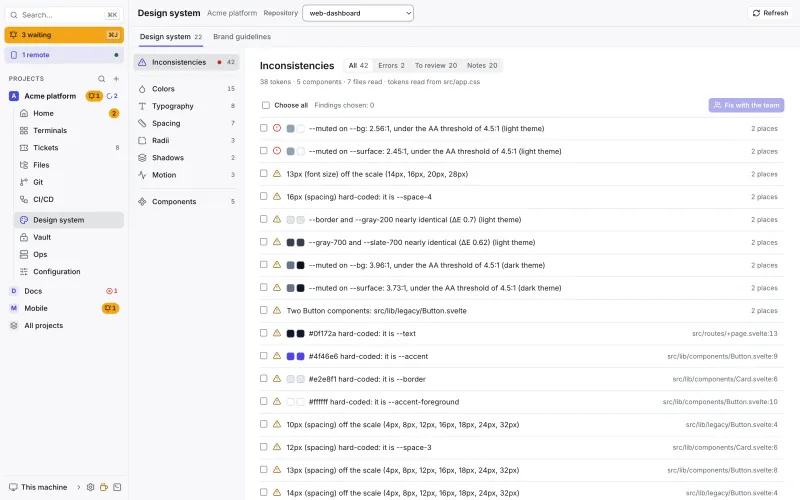 Search... ⌘K
3 waiting ⌘J
1 remote
PROJECTS
A Acme platform 1 2
Home 2
Terminals
Tickets 8
Files
Git
CI/CD
Design system
Vault
Ops
Configuration
D Docs 1
M Mobile 1
All projects
This machine
Design system Acme platform Repository web-dashboard Refresh
Design system 22 Brand guidelines
Inconsistencies 42
Colors 15
Typography 8
Spacing 7
Radii 3
Shadows 2
Motion 3
Components 5
Inconsistencies All 42 Errors 2 To review 20 Notes 20
38 tokens · 5 components · 7 files read · tokens read from src/app.css
Choose all Findings chosen: 0 Fix with the team
--muted on --bg: 2.56:1, under the AA threshold of 4.5:1 (light theme) 2 places
--muted on --surface: 2.45:1, under the AA threshold of 4.5:1 (light theme) 2 places
13px (font size) off the scale (14px, 16px, 20px, 28px) 2 places
16px (spacing) hard-coded: it is --space-4 2 places
--border and --gray-200 nearly identical (ΔE 0.7) (light theme) 2 places
--gray-700 and --slate-700 nearly identical (ΔE 0.62) (light theme) 2 places
--muted on --bg: 3.96:1, under the AA threshold of 4.5:1 (dark theme) 2 places
--muted on --surface: 3.73:1, under the AA threshold of 4.5:1 (dark theme) 2 places
Two Button components: src/lib/legacy/Button.svelte 2 places
#0f172a hard-coded: it is --text src/routes/+page.svelte:13
#4f46e6 hard-coded: it is --accent src/lib/components/Button.svelte:9
#e2e8f1 hard-coded: it is --border src/lib/components/Card.svelte:6
#ffffff hard-coded: it is --accent-foreground src/lib/components/Button.svelte:10
10px (spacing) off the scale (4px, 8px, 12px, 16px, 18px, 24px, 32px) src/lib/legacy/Button.svelte:4
12px (spacing) hard-coded: it is --space-3 src/lib/components/Card.svelte:6
13px (spacing) off the scale (4px, 8px, 12px, 16px, 18px, 24px, 32px) src/lib/components/Button.svelte:8
14px (spacing) off the scale (4px, 8px, 12px, 16px, 18px, 24px, 32px) src/lib/legacy/Button.svelte:4